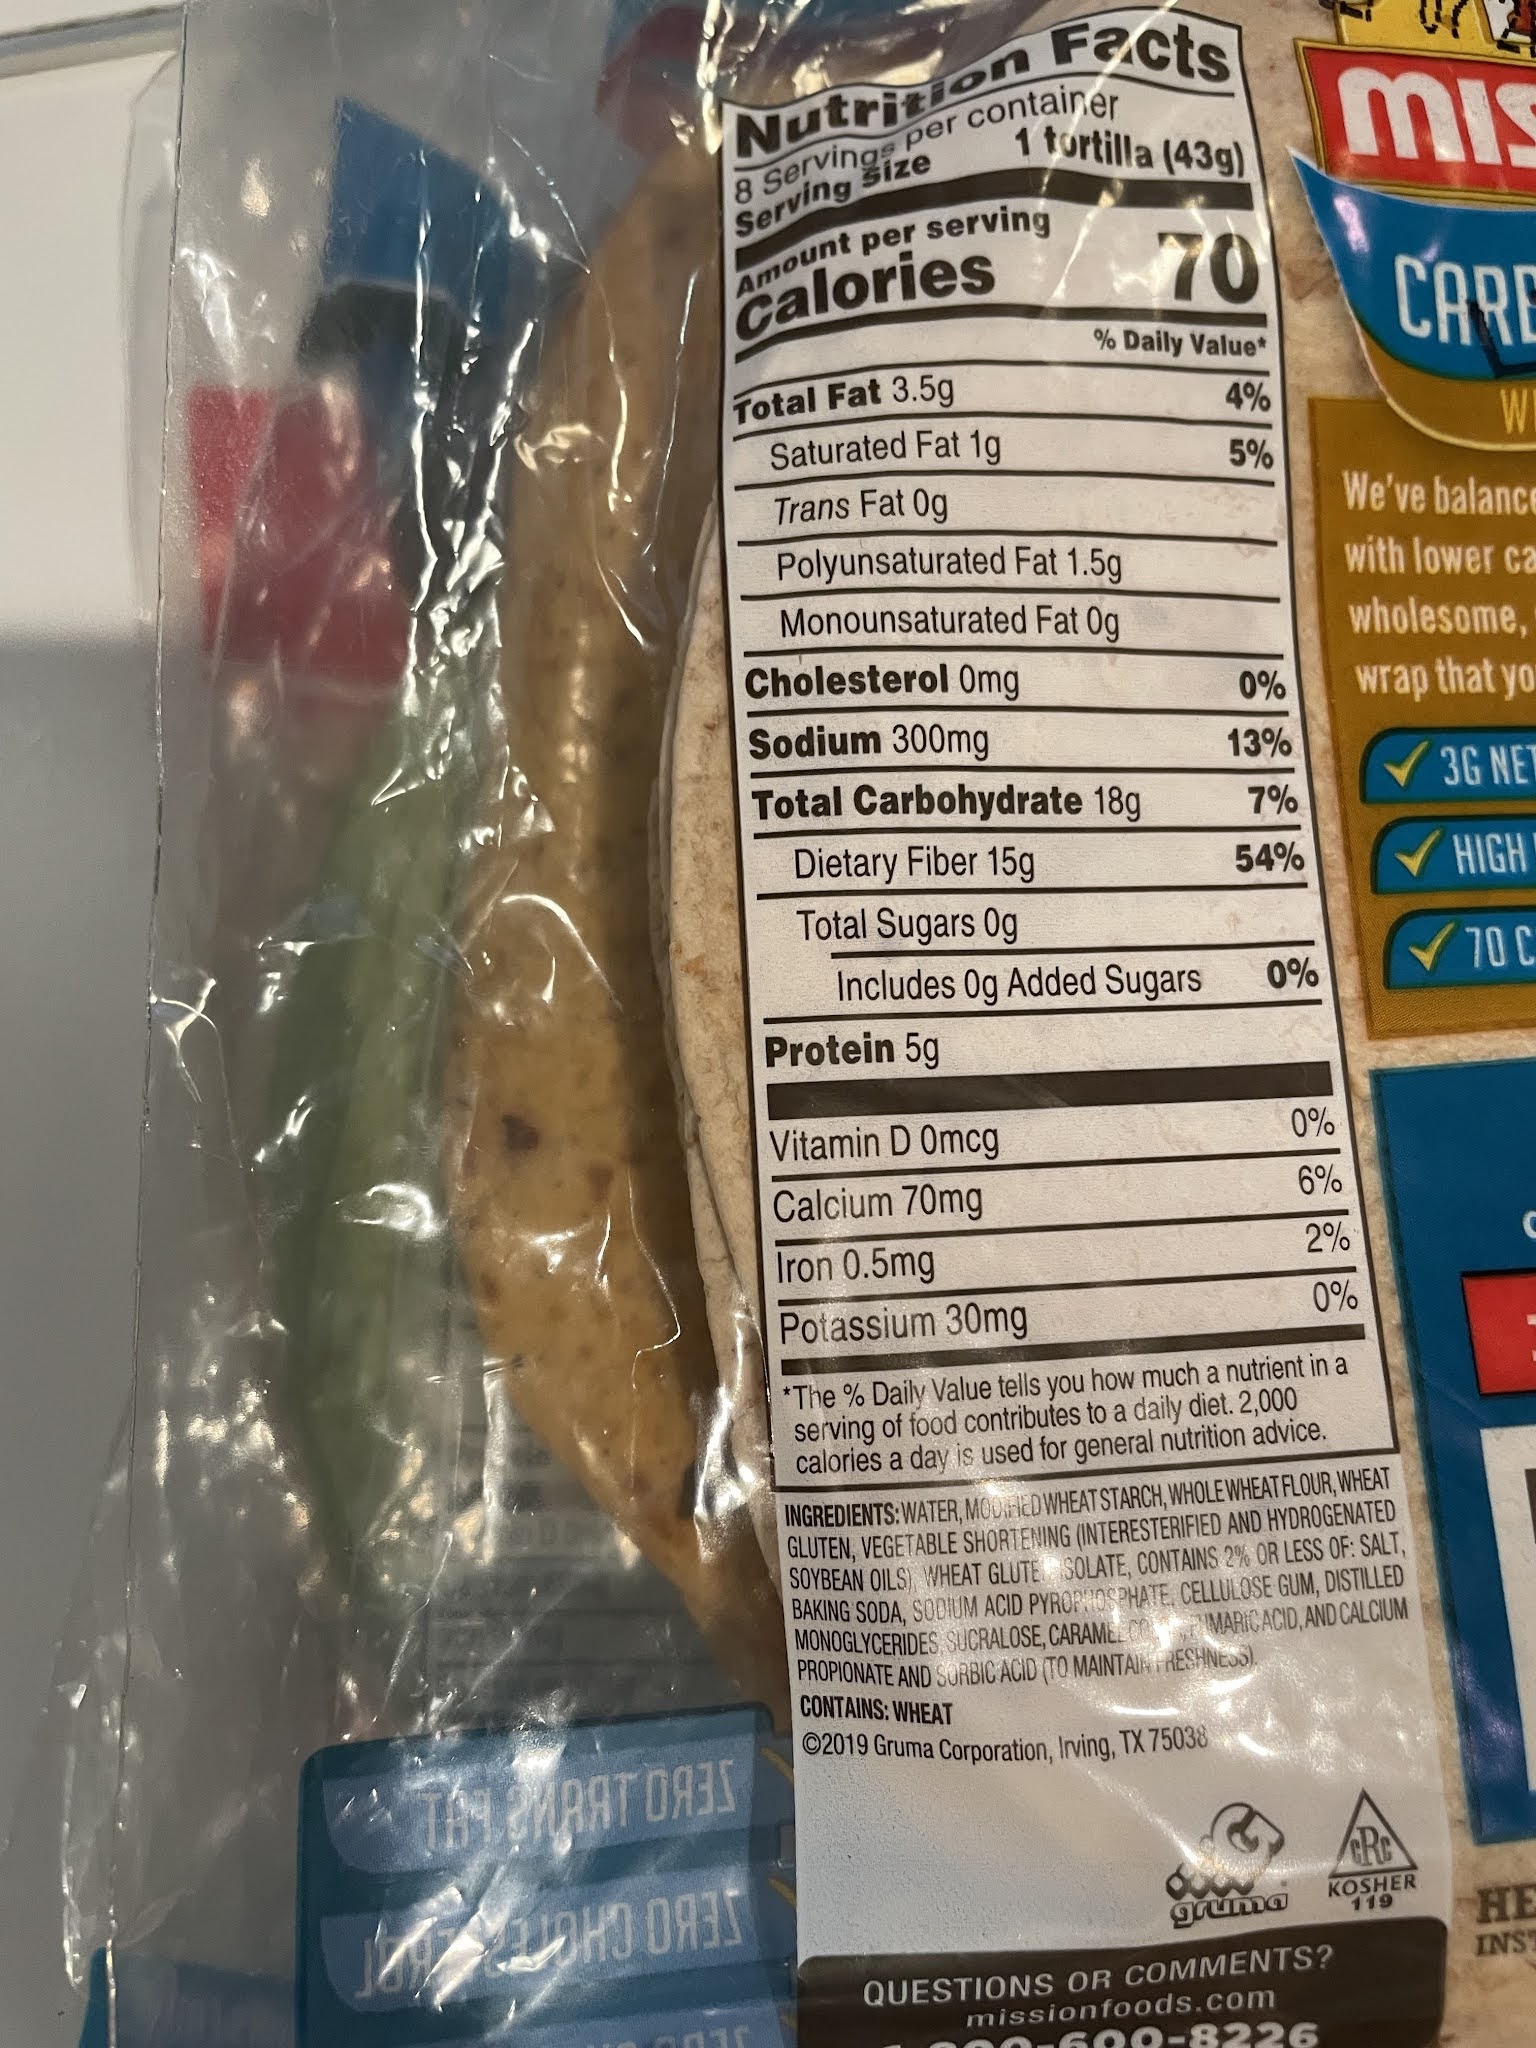 Nutrition Facts
8 Servings per container
Serving Size 1 tortilla (43g)
Amount per serving
Calories 70
% Daily Value*
Total Fat 3.5g 4%
Saturated Fat 1g 5%
Trans Fat 0g
Polyunsaturated Fat 1.5g
Monounsaturated Fat 0g
Cholesterol 0mg 0%
Sodium 300mg 13%
Total Carbohydrate 18g 7%
Dietary Fiber 15g 54%
Total Sugars 0g
Includes 0g Added Sugars 0%
Protein 5g
Vitamin D 0mcg 0%
Calcium 70mg 6%
Iron 0.5mg 2%
Potassium 30mg 0%
*The % Daily Value tells you how much a nutrient in a
serving of food contributes to a daily diet. 2,000
calories a day is used for general nutrition advice.
INGREDIENTS: WATER, MODIFIED WHEAT STARCH, WHOLE WHEAT FLOUR, WHEAT
GLUTEN, VEGETABLE SHORTENING (INTERESTERIFIED AND HYDROGENATED
SOYBEAN OILS), WHEAT GLUTEN ISOLATE, CONTAINS 2% OR LESS OF: SALT,
BAKING SODA, SODIUM ACID PYROPHOSPHATE, CELLULOSE GUM, DISTILLED
MONOGLYCERIDES, SUCRALOSE, CARAMEL FUMARIC ACID, AND CALCIUM
PROPIONATE AND SORBIC ACID (TO MAINTAIN FRESHNESS).
CONTAINS: WHEAT
©2019 Gruma Corporation, Irving, TX 75038
gruma
cRc
KOSHER
119
QUESTIONS OR COMMENTS?
missionfoods.com
600-8226
MIS
CARB
W
We've balanc
with lower ca
wholesome,
wrap that yo
3G NET
HIGH
70 C
HE
INST
ZERO TRANS FAT
ZERO CHOLESTEROL